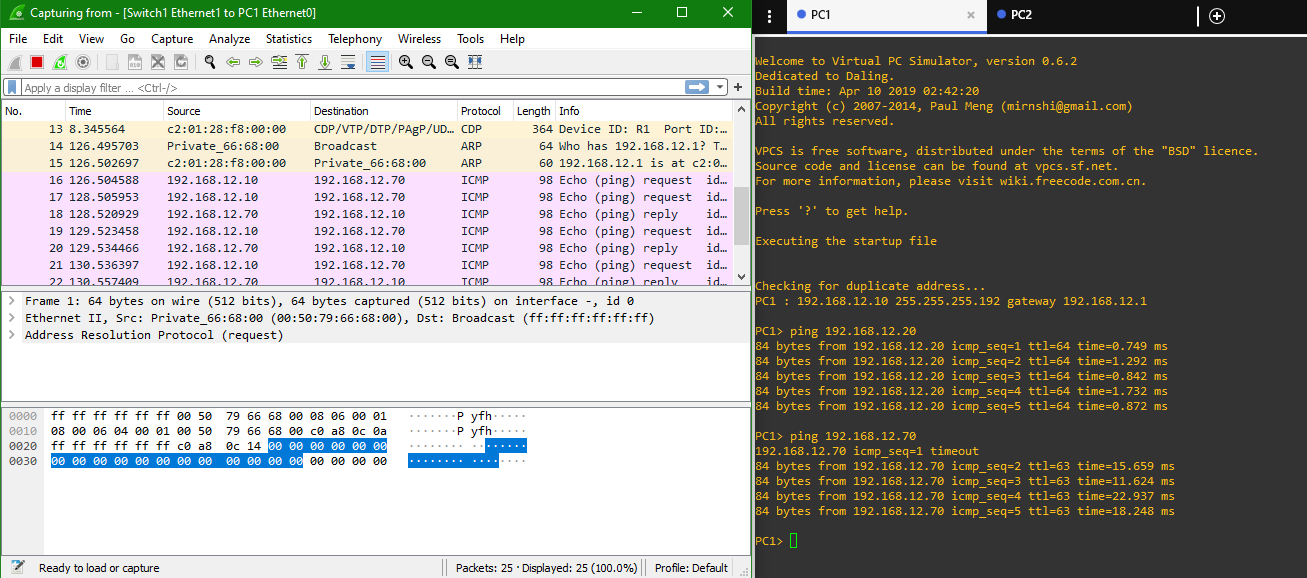 Capturing from - [Switch1 Ethernet1 to PC1 Ethernet0]
File Edit View Go Capture Analyze Statistics Telephony Wireless Tools Help
Apply a display filter ... <Ctrl-/>
No. Time Source Destination Protocol Length Info
13 8.345564 c2:01:28:f8:00:00 CDP/VTP/DTP/PAgP/UD… CDP 364 Device ID: R1 Port ID:…
14 126.495703 Private_66:68:00 Broadcast ARP 64 Who has 192.168.12.1? T…
15 126.502697 c2:01:28:f8:00:00 Private_66:68:00 ARP 60 192.168.12.1 is at c2:0…
16 126.504588 192.168.12.10 192.168.12.70 ICMP 98 Echo (ping) request id…
17 128.505953 192.168.12.10 192.168.12.70 ICMP 98 Echo (ping) request id…
18 128.520929 192.168.12.70 192.168.12.10 ICMP 98 Echo (ping) reply id…
19 129.523458 192.168.12.10 192.168.12.70 ICMP 98 Echo (ping) request id…
20 129.534466 192.168.12.70 192.168.12.10 ICMP 98 Echo (ping) reply id…
21 130.536397 192.168.12.10 192.168.12.70 ICMP 98 Echo (ping) request id…
22 130.557409 192.168.12.70 192.168.12.10 ICMP 98 Echo (ping) reply id…
Frame 1: 64 bytes on wire (512 bits), 64 bytes captured (512 bits) on interface -, id 0
Ethernet II, Src: Private_66:68:00 (00:50:79:66:68:00), Dst: Broadcast (ff:ff:ff:ff:ff:ff)
Address Resolution Protocol (request)
0000 ff ff ff ff ff ff 00 50 79 66 68 00 08 06 00 01 ·······P yfh·····
0010 08 00 06 04 00 01 00 50 79 66 68 00 c0 a8 0c 0a ·······P yfh·····
0020 ff ff ff ff ff ff c0 a8 0c 14 00 00 00 00 00 00 ········ ········
0030 00 00 00 00 00 00 00 00 00 00 00 00 00 00 00 00 ········ ········
Ready to load or capture
Packets: 25 · Displayed: 25 (100.0%)
Profile: Default
PC1
PC2
Welcome to Virtual PC Simulator, version 0.6.2
Dedicated to Daling.
Build time: Apr 10 2019 02:42:20
Copyright (c) 2007-2014, Paul Meng (mirnshi@gmail.com)
All rights reserved.
VPCS is free software, distributed under the terms of the "BSD" licence.
Source code and license can be found at vpcs.sf.net.
For more information, please visit wiki.freecode.com.cn.
Press '?' to get help.
Executing the startup file
Checking for duplicate address...
PC1 : 192.168.12.10 255.255.255.192 gateway 192.168.12.1
PC1> ping 192.168.12.20
84 bytes from 192.168.12.20 icmp_seq=1 ttl=64 time=0.749 ms
84 bytes from 192.168.12.20 icmp_seq=2 ttl=64 time=1.292 ms
84 bytes from 192.168.12.20 icmp_seq=3 ttl=64 time=0.842 ms
84 bytes from 192.168.12.20 icmp_seq=4 ttl=64 time=1.732 ms
84 bytes from 192.168.12.20 icmp_seq=5 ttl=64 time=0.872 ms
PC1> ping 192.168.12.70
192.168.12.70 icmp_seq=1 timeout
84 bytes from 192.168.12.70 icmp_seq=2 ttl=63 time=15.659 ms
84 bytes from 192.168.12.70 icmp_seq=3 ttl=63 time=11.624 ms
84 bytes from 192.168.12.70 icmp_seq=4 ttl=63 time=22.937 ms
84 bytes from 192.168.12.70 icmp_seq=5 ttl=63 time=18.248 ms
PC1>